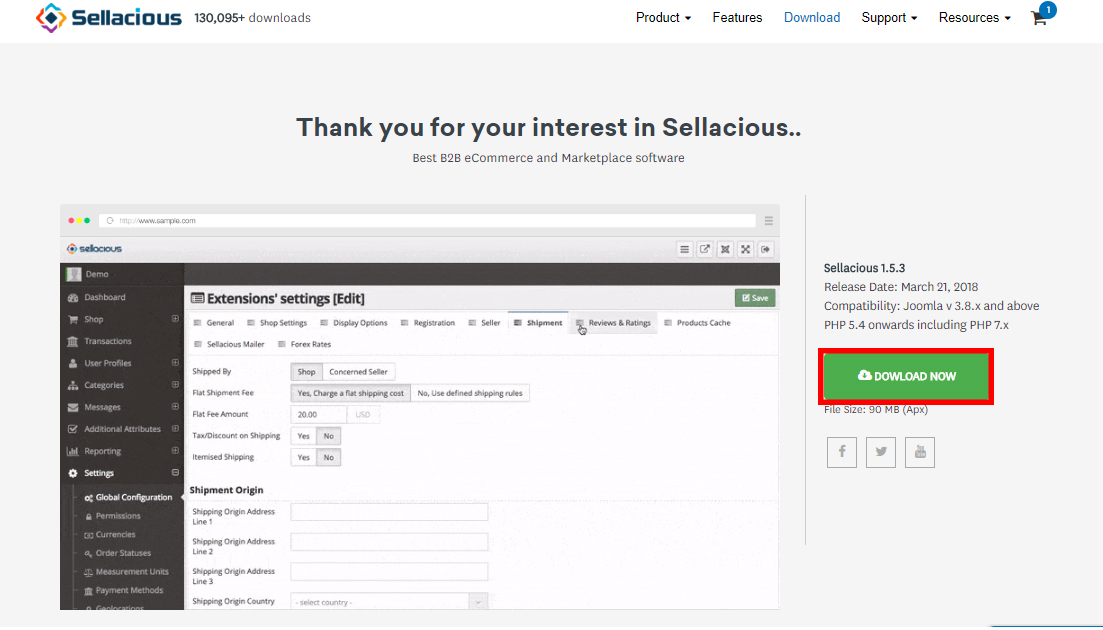 Sellacious 130,095+ downloads Product Features Download Support Resources 1
Thank you for your interest in Sellacious..
Best B2B eCommerce and Marketplace software
http://www.sample.com
sellacious
Demo
Dashboard
Shop
Transactions
User Profiles
Categories
Messages
Additional Attributes
Reporting
Settings
Global Configuration
Permissions
Currencies
Order Statuses
Measurement Units
Payment Methods
Geolocations
Extensions' settings [Edit] Save
General Shop Settings Display Options Registration Seller Shipment Reviews & Ratings Products Cache
Sellacious Mailer Forex Rates
Shipped By Shop Concerned Seller
Flat Shipment Fee Yes, Charge a flat shipping cost No, Use defined shipping rules
Flat Fee Amount 20.00 USD
Tax/Discount on Shipping Yes No
Itemised Shipping Yes No
Shipment Origin
Shipping Origin Address
Line 1
Shipping Origin Address
Line 2
Shipping Origin Address
Line 3
Shipping Origin Country - select country -
Sellacious 1.5.3
Release Date: March 21, 2018
Compatibility: Joomla v 3.8.x and above
PHP 5.4 onwards including PHP 7.x
DOWLOAD NOW
File Size: 90 MB (Apx)